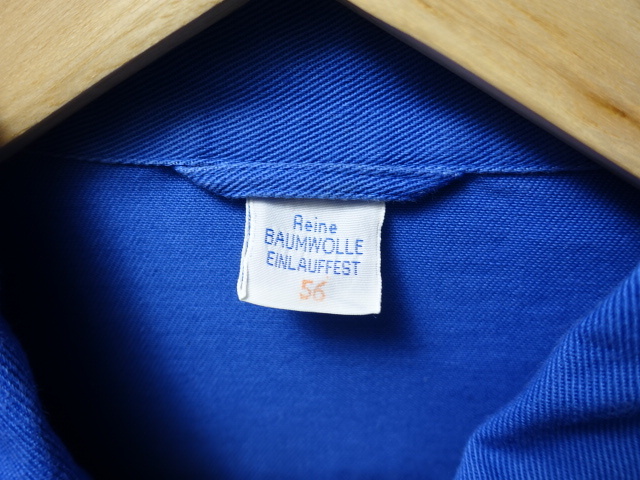 Reine
BAUMWOLLE
EINLAUFFEST
56